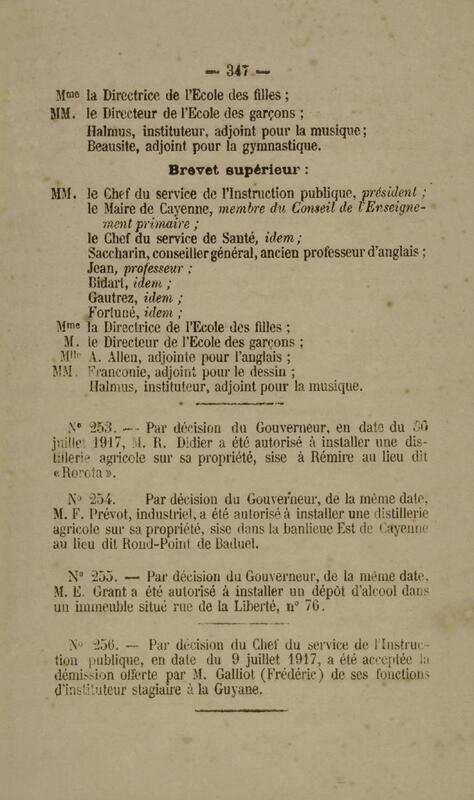 — 347 —
Mme la Directrice de l'Ecole des filles ;
MM. le Directeur de l'Ecole des garçons ;
Halmus, instituteur, adjoint pour la musique ;
Beausite, adjoint pour la gymnastique.
Brevet supérieur :
MM. le Chef du service de l'Instruction publique, président ;
le Maire de Cayenne, membre du Conseil de l'Enseigne-
ment primaire ;
le Chef du service de Santé, idem ;
Saccharin, conseiller général, ancien professeur d'anglais ;
Jean, professeur ;
Bidart, idem ;
Gautrez, idem ;
Fortuné, idem ;
Mme la Directrice de l'Ecole des filles ;
M. le Directeur de l'Ecole des garçons ;
Mlle A. Allen, adjointe pour l'anglais ;
MM. Franconie, adjoint pour le dessin ;
Halmus, instituteur, adjoint pour la musique.
N° 253. — Par décision du Gouverneur, en date du 30
juillet 1917, M. R. Didier a été autorisé à installer une dis-
tillerie agricole sur sa propriété, sise à Rémire au lieu dit
« Rorota ».
N° 254. Par décision du Gouverneur, de la même date,
M. F. Prévot, industriel, a été autorisé à installer une distillerie
agricole sur sa propriété, sise dans la banlieue Est de Cayenne
au lieu dit Rond-Point de Baduel.
N° 255. — Par décision du Gouverneur, de la même date,
M. E. Grant a été autorisé à installer un dépôt d'alcool dans
un immeuble situé rue de la Liberté, n° 76.
N° 256. — Par décision du Chef du service de l'Instruc-
tion publique, en date du 9 juillet 1917, a été acceptée la
démission offerte par M. Galliot (Frédéric) de ses fonctions
d'instituteur stagiaire à la Guyane.